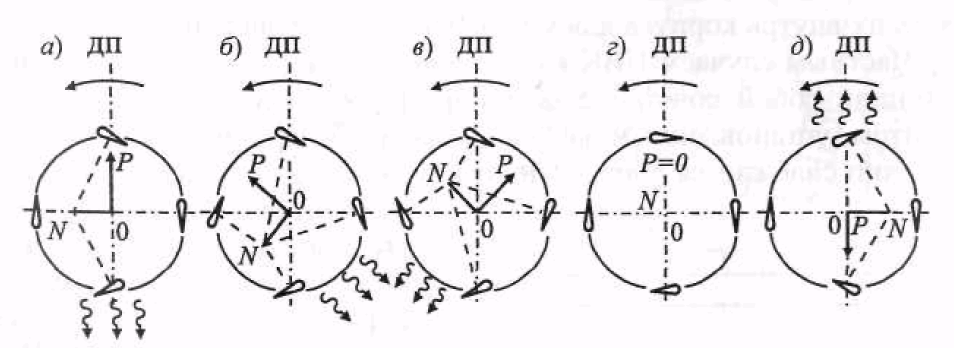 а) ДП б) ДП в) ДП г) ДП д) ДП
P P P P=0
N N N N 0 P N
0 0 0 0